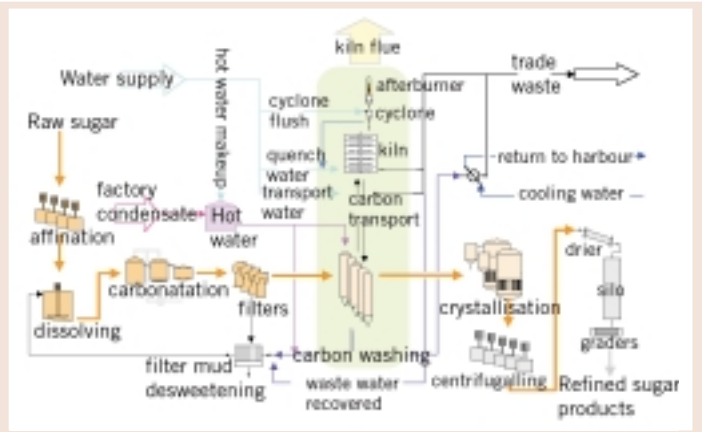 kiln flue
Water supply
hot water makeup
afterburner
trade
waste
cyclone
flush
cyclone
Raw sugar
quench
water
kiln
return to harbour
factory
condensate
transport
water
carbon
transport
cooling water
Hot
water
affination
drier
carbonatation
filters
crystallisation
silo
dissolving
graders
filter mud
desweetening
carbon washing
waste water
recovered
centrifugalling
Refined sugar
products